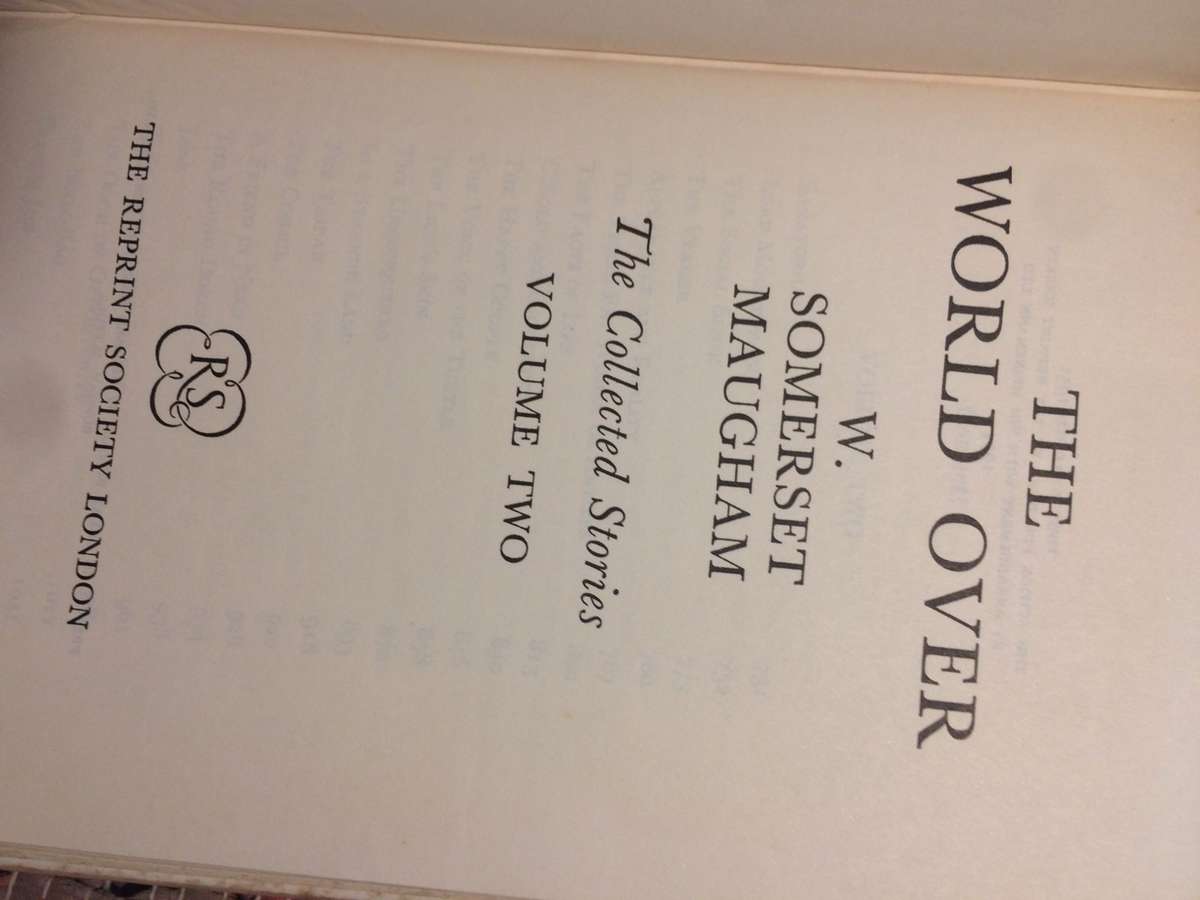 THE
WORLD OVER
W.
SOMERSET
MAUGHAM
The Collected Stories
VOLUME TWO
RS
THE REPRINT SOCIETY LONDON